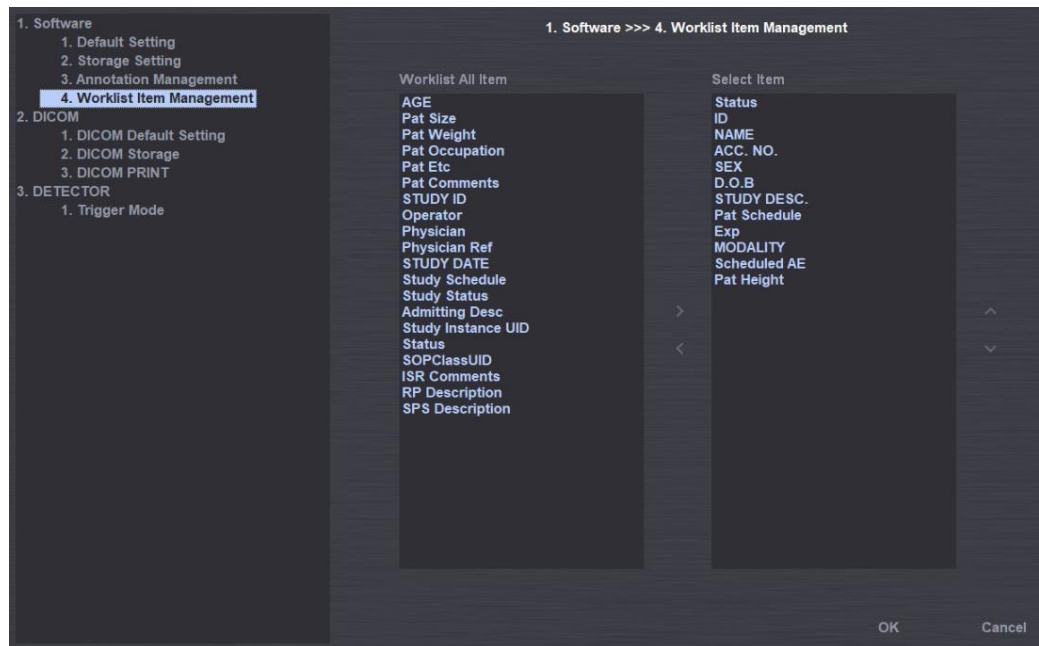 1. Software
1. Default Setting
2. Storage Setting
3. Annotation Management
4. Worklist Item Management
2. DICOM
1. DICOM Default Setting
2. DICOM Storage
3. DICOM PRINT
3. DETECTOR
1. Trigger Mode
1. Software >>> 4. Worklist Item Management
Worklist All Item
AGE
Pat Size
Pat Weight
Pat Occupation
Pat Etc
Pat Comments
STUDY ID
Operator
Physician
Physician Ref
STUDY DATE
Study Schedule
Study Status
Admitting Desc
Study Instance UID
Status
SOPClassUID
ISR Comments
RP Description
SPS Description
Select Item
Status
ID
NAME
ACC. NO.
SEX
D.O.B
STUDY DESC.
Pat Schedule
Exp
MODALITY
Scheduled AE
Pat Height
OK
Cancel